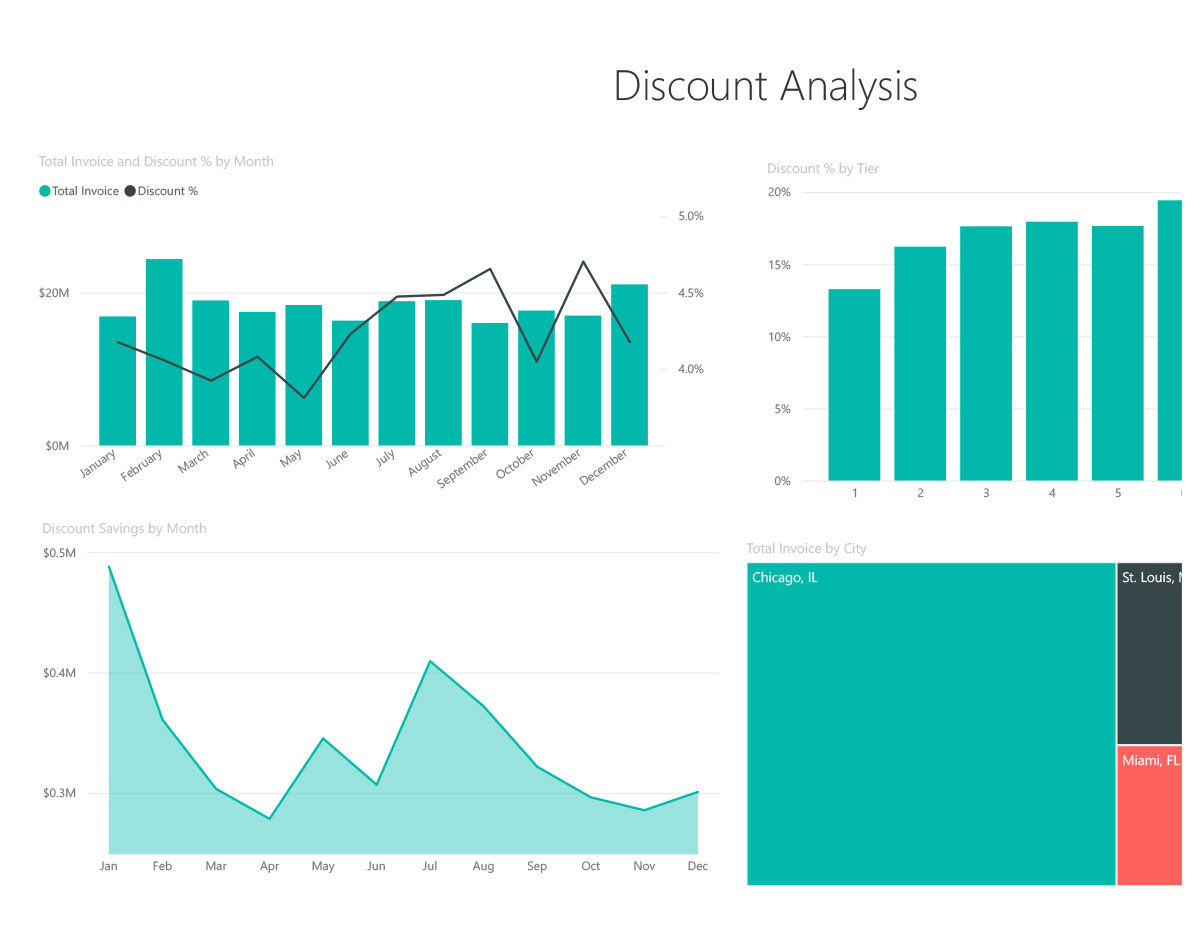 Discount Analysis
Total Invoice and Discount % by Month
Total Invoice Discount %
5.0%
$20M 4.5%
4.0%
$0M
January February March April May June July August September October November December
Discount % by Tier
20%
15%
10%
5%
0%
1 2 3 4 5
Discount Savings by Month
$0.5M
$0.4M
$0.3M
Jan Feb Mar Apr May Jun Jul Aug Sep Oct Nov Dec
Total Invoice by City
Chicago, IL St. Louis,
Miami, FL